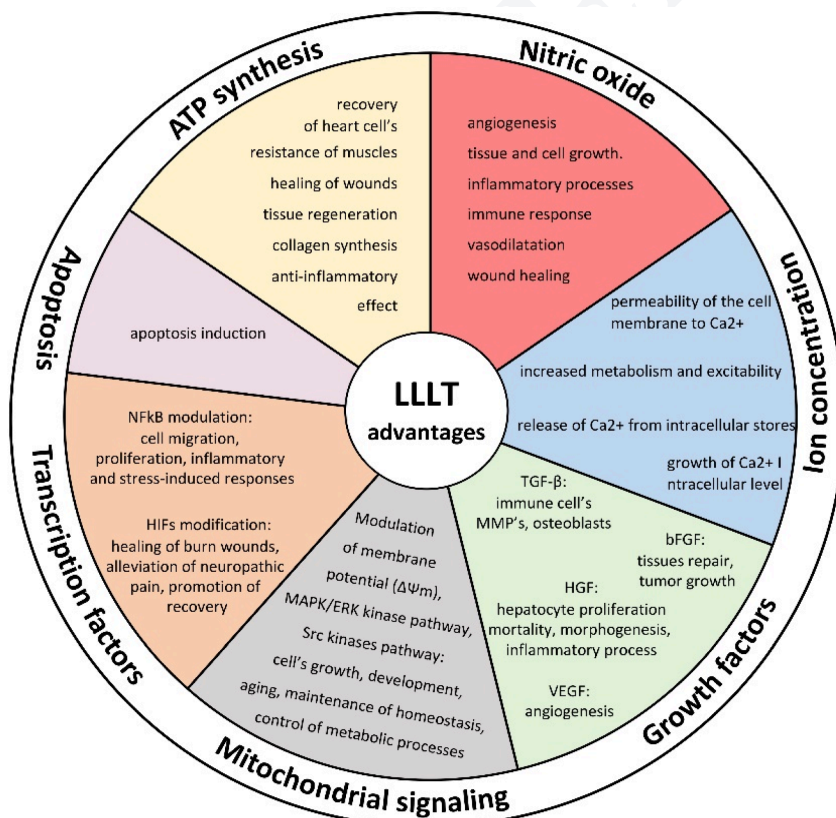 ATP synthesis
recovery
of heart cell's
resistance of muscles
healing of wounds
tissue regeneration
collagen synthesis
anti-inflammatory
effect
Nitric oxide
angiogenesis
tissue and cell growth.
inflammatory processes
immune response
vasodilatation
wound healing
Ion concentration
permeability of the cell
membrane to Ca2+
increased metabolism and excitability
release of Ca2+ from intracellular stores
growth of Ca2+ I
ntracellular level
Growth factors
TGF-β:
immune cell's
MMP's, osteoblasts
bFGF:
tissues repair,
tumor growth
HGF:
hepatocyte proliferation
mortality, morphogenesis,
inflammatory process
VEGF:
angiogenesis
Mitochondrial signaling
Modulation
of membrane
potential (ΔΨm),
MAPK/ERK kinase pathway,
Src kinases pathway:
cell's growth, development,
aging, maintenance of homeostasis,
control of metabolic processes
Transcription factors
NFkB modulation:
cell migration,
proliferation, inflammatory
and stress-induced responses
HIFs modification:
healing of burn wounds,
alleviation of neuropathic
pain, promotion of
recovery
Apoptosis
apoptosis induction
LLLT
advantages